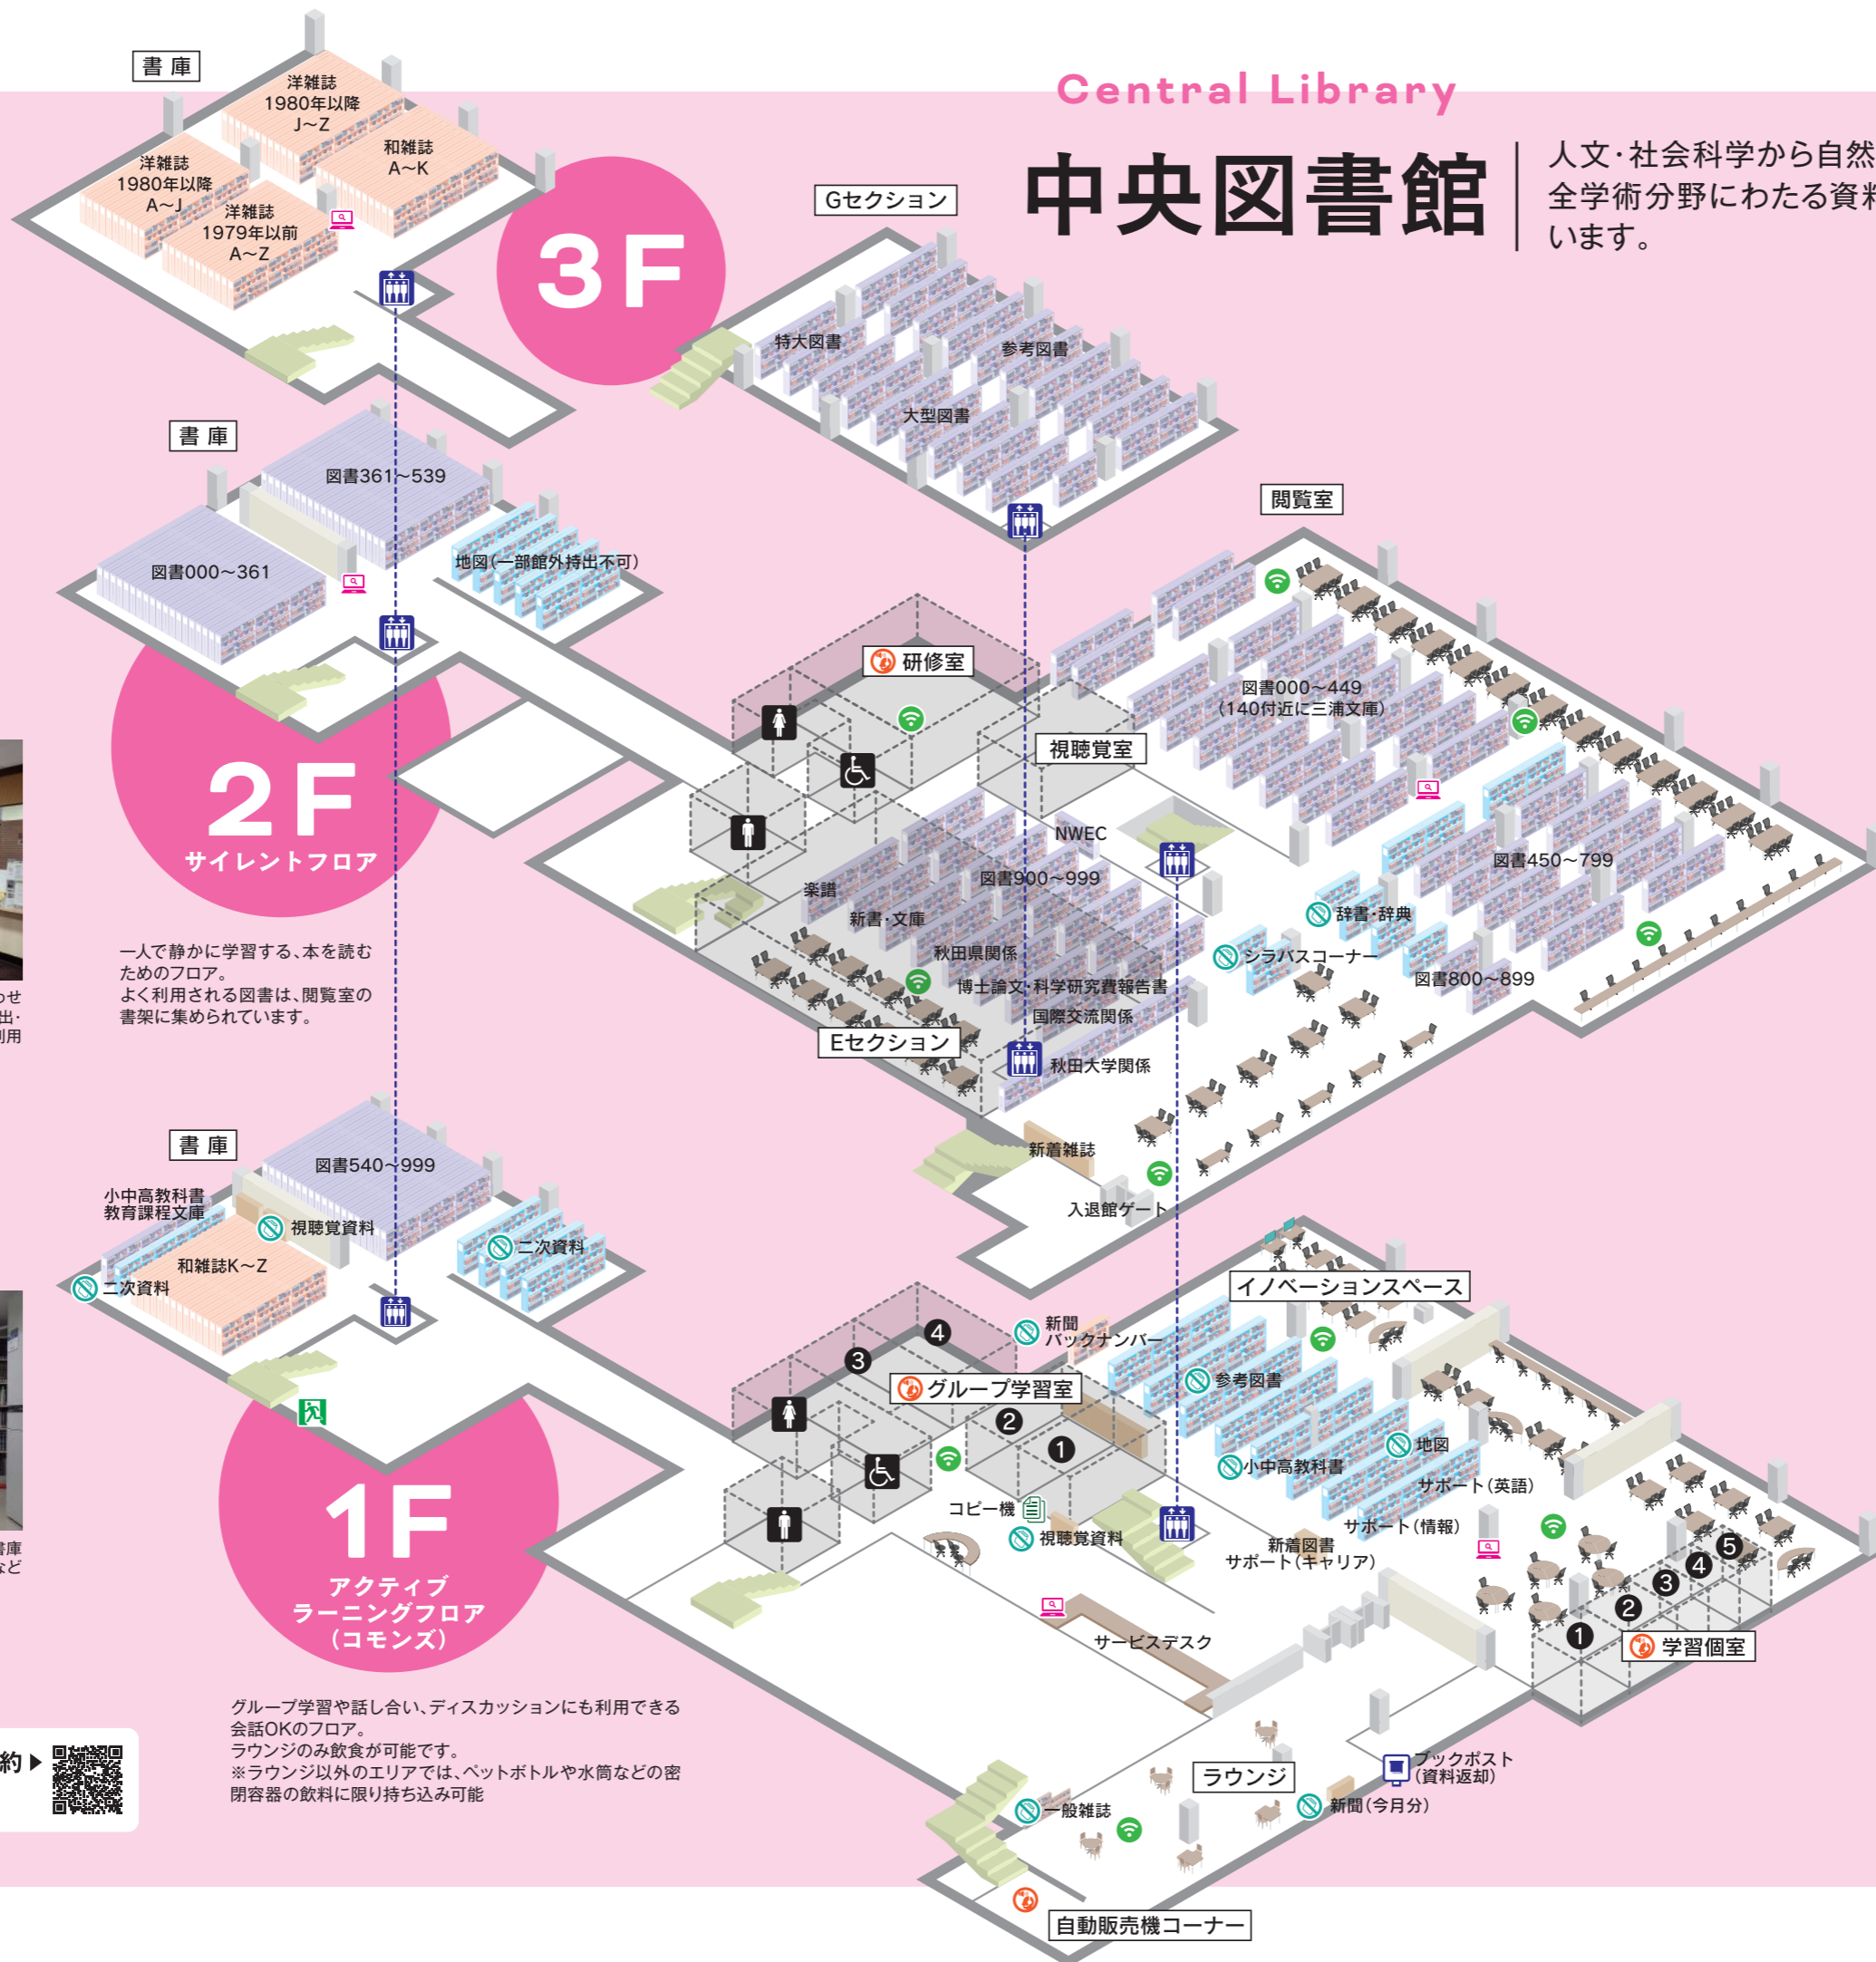 Central Library
中央図書館
人文・社会科学から自然
全学術分野にわたる資料
います。
3F
書庫
洋雑誌
1980年以降
J〜Z
和雑誌
A〜K
洋雑誌
1980年以降
A〜J
洋雑誌
1979年以前
A〜Z
Gセクション
特大図書
参考図書
大型図書
2F
サイレントフロア
一人で静かに学習する、本を読む
ためのフロア。
よく利用される図書は、閲覧室の
書架に集められています。
書庫
図書361〜539
図書000〜361
地図(一部館外持出不可)
閲覧室
研修室
視聴覚室
図書000〜449
(140付近に三浦文庫)
NWEC
図書900〜999
図書450〜799
楽譜
新書・文庫
辞書・辞典
秋田県関係
シラバスコーナー
図書800〜899
博士論文・科学研究費報告書
国際交流関係
Eセクション
秋田大学関係
新着雑誌
入退館ゲート
わせ
出・
利用
1F
アクティブ
ラーニングフロア
(コモンズ)
グループ学習や話し合い、ディスカッションにも利用できる
会話OKのフロア。
ラウンジのみ飲食が可能です。
※ラウンジ以外のエリアでは、ペットボトルや水筒などの密
閉容器の飲料に限り持ち込み可能
書庫
図書540〜999
小中高教科書
教育課程文庫
視聴覚資料
和雑誌K〜Z
二次資料
二次資料
イノベーションスペース
新聞
バックナンバー
4
3
グループ学習室
2
1
参考図書
地図
小中高教科書
サポート(英語)
サポート(情報)
新着図書
サポート(キャリア)
コピー機
視聴覚資料
サービスデスク
5
4
3
2
1
学習個室
ラウンジ
ブックポスト
(資料返却)
新聞(今月分)
一般雑誌
自動販売機コーナー
書庫
など
約▶